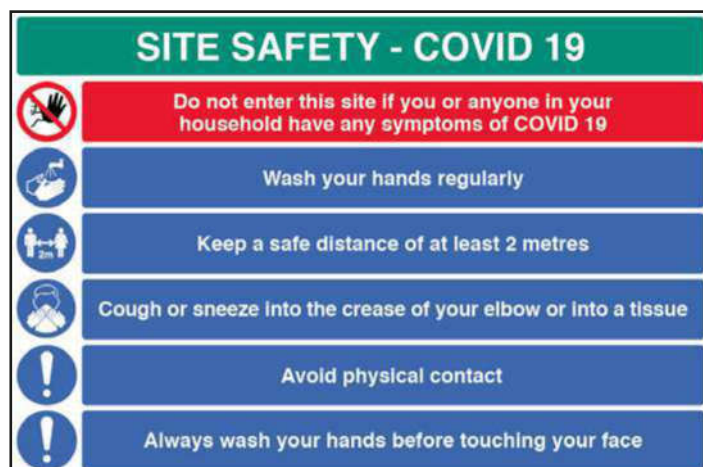 SITE SAFETY - COVID 19
Do not enter this site if you or anyone in your
household have any symptoms of COVID 19
Wash your hands regularly
2m
Keep a safe distance of at least 2 metres
Cough or sneeze into the crease of your elbow or into a tissue
Avoid physical contact
Always wash your hands before touching your face